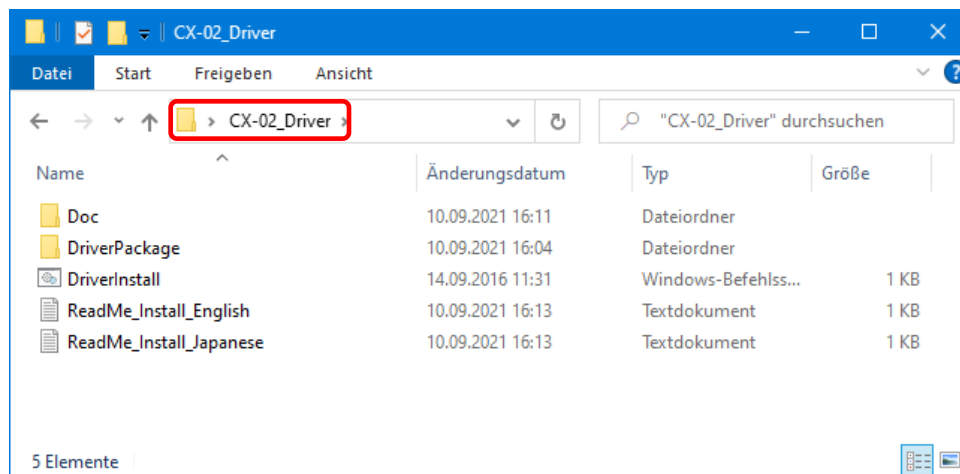 CX-02_Driver
Datei Start Freigeben Ansicht ?
CX-02_Driver "CX-02_Driver" durchsuchen
Name Änderungsdatum Typ Größe
Doc 10.09.2021 16:11 Dateiordner
DriverPackage 10.09.2021 16:04 Dateiordner
DriverInstall 14.09.2016 11:31 Windows-Befehlss... 1 KB
ReadMe_Install_English 10.09.2021 16:13 Textdokument 1 KB
ReadMe_Install_Japanese 10.09.2021 16:13 Textdokument 1 KB
5 Elemente